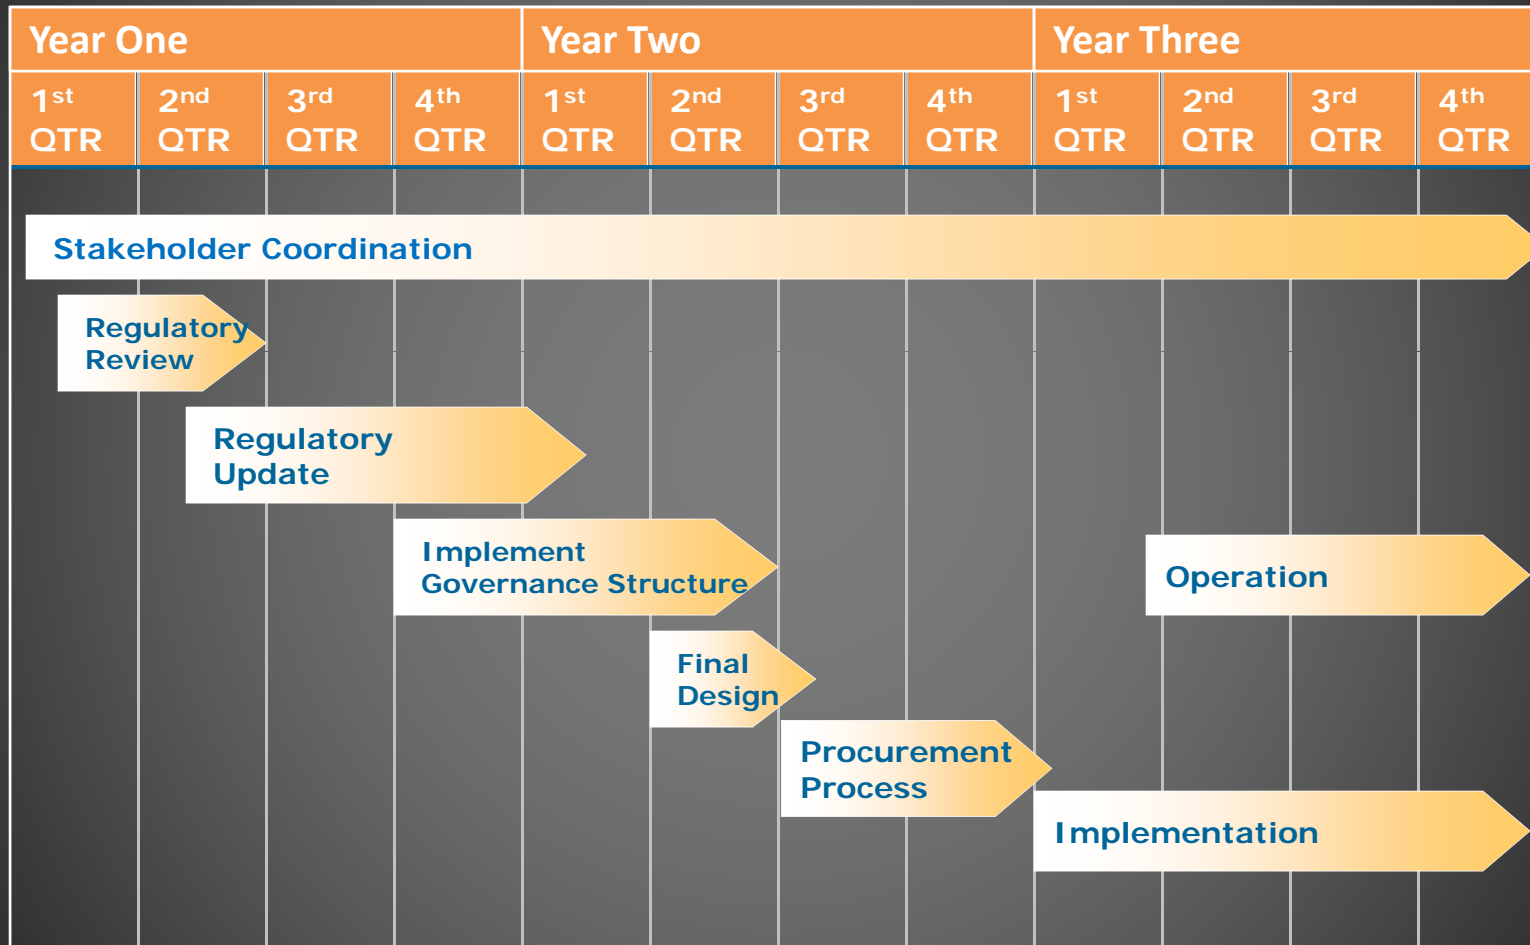 Year One Year Two Year Three
1st QTR 2nd QTR 3rd QTR 4th QTR 1st QTR 2nd QTR 3rd QTR 4th QTR 1st QTR 2nd QTR 3rd QTR 4th QTR
Stakeholder Coordination
Regulatory
Review
Regulatory
Update
Implement
Governance Structure
Operation
Final
Design
Procurement
Process
Implementation